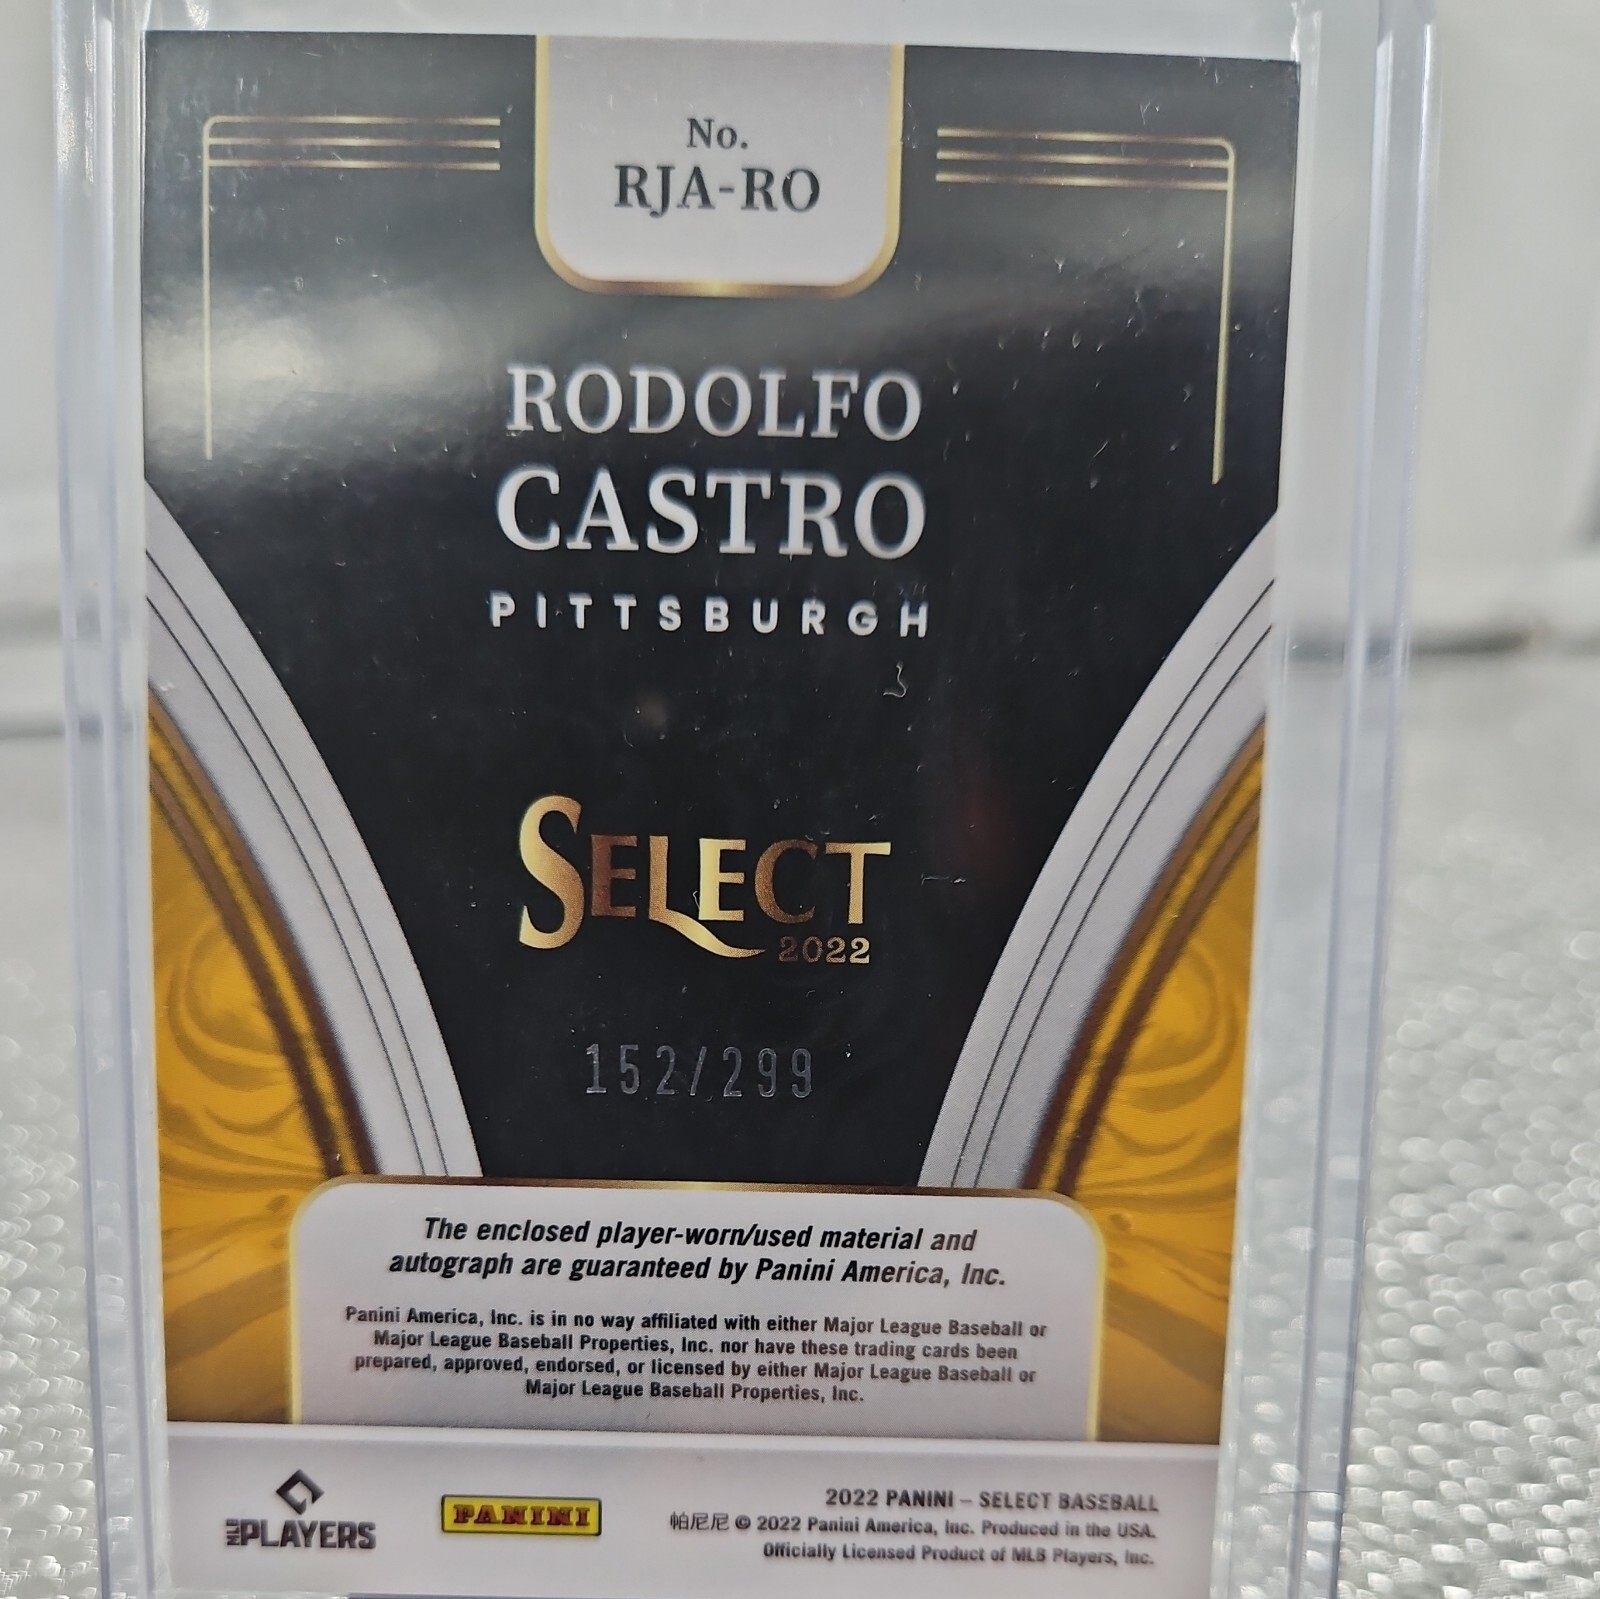 No.
RJA-RO
RODOLFO
CASTRO
PITTSBURGH
SELECT
2022
152/299
The enclosed player-worn/used material and
autograph are guaranteed by Panini America, Inc.
Panini America, Inc. is in no way affiliated with either Major League Baseball or
Major League Baseball Properties, Inc. nor have these trading cards been
prepared, approved, endorsed, or licensed by either Major League Baseball or
Major League Baseball Properties, Inc.
MLB PLAYERS
PANINI
2022 PANINI – SELECT BASEBALL
帕尼尼 © 2022 Panini America, Inc. Produced in the USA.
Officially Licensed Product of MLB Players, Inc.